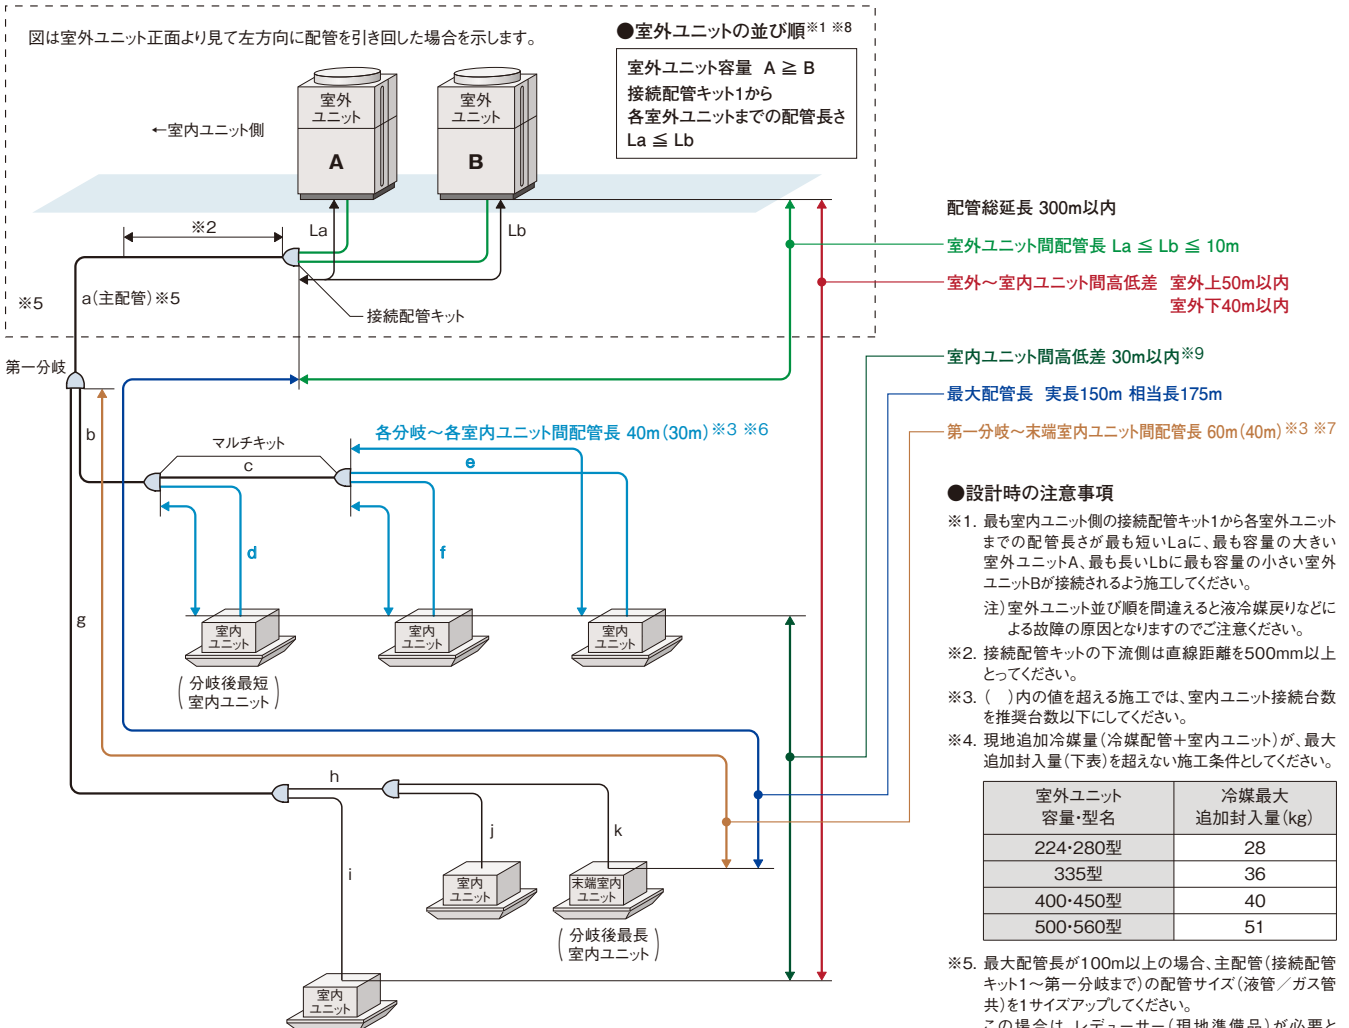 図は室外ユニット正面より見て左方向に配管を引き回した場合を示します。
●室外ユニットの並び順※1 ※8
室外ユニット容量 A ≧ B
接続配管キット1から
各室外ユニットまでの配管長さ
La ≦ Lb
室外
ユニット
A
室外
ユニット
B
←室内ユニット側
※2
La
Lb
a(主配管)※5
※5
接続配管キット
第一分岐
配管総延長 300m以内
室外ユニット間配管長 La ≦ Lb ≦ 10m
室外～室内ユニット間高低差 室外上50m以内
室外下40m以内
室内ユニット間高低差 30m以内※9
最大配管長 実長150m 相当長175m
第一分岐～末端室内ユニット間配管長 60m(40m)※3 ※7
b
マルチキット
c
各分岐～各室内ユニット間配管長 40m(30m)※3 ※6
e
d
f
g
室内
ユニット
室内
ユニット
室内
ユニット
(分岐後最短
室内ユニット)
h
i
j
k
室内
ユニット
末端室内
ユニット
(分岐後最長
室内ユニット)
室内
ユニット
●設計時の注意事項
※1. 最も室内ユニット側の接続配管キット1から各室外ユニット
までの配管長さが最も短いLaに、最も容量の大きい
室外ユニットA、最も長いLbに最も容量の小さい室外
ユニットBが接続されるよう施工してください。
注)室外ユニット並び順を間違えると液冷媒戻りなどに
よる故障の原因となりますのでご注意ください。
※2. 接続配管キットの下流側は直線距離を500mm以上
とってください。
※3. ( )内の値を超える施工では、室内ユニット接続台数
を推奨台数以下にしてください。
※4. 現地追加冷媒量(冷媒配管＋室内ユニット)が、最大
追加封入量(下表)を超えない施工条件としてください。
室外ユニット
容量・型名
冷媒最大
追加封入量(kg)
224・280型 28
335型 36
400・450型 40
500・560型 51
※5. 最大配管長が100m以上の場合、主配管(接続配管
キット1～第一分岐まで)の配管サイズ(液管／ガス管
共)を1サイズアップしてください。
この場合は、レデューサー(現地準備品)が必要と